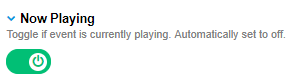 Now Playing
Toggle if event is currently playing. Automatically set to off.